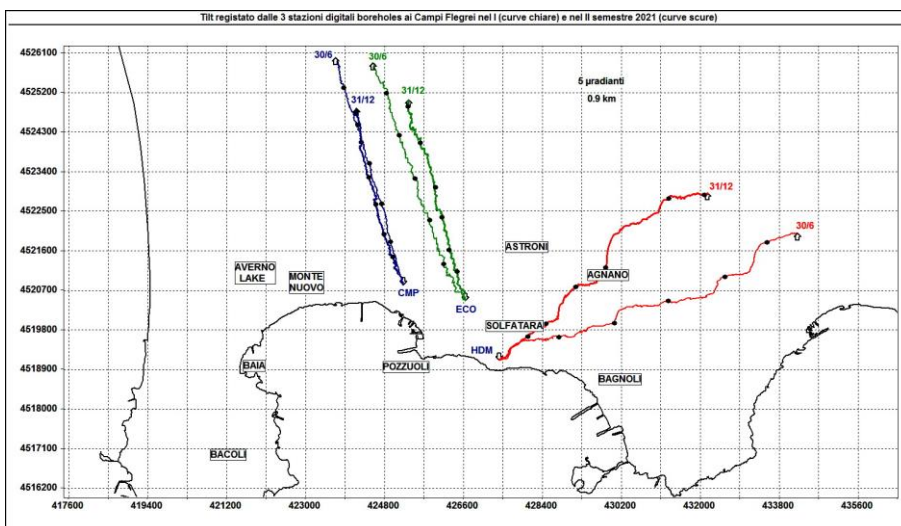 Tilt registato dalle 3 stazioni digitali boreholes ai Campi Flegrei nel I (curve chiare) e nel II semestre 2021 (curve scure)
4526100
30/6
30/6
4525200
31/12
31/12
5 µradianti
0.9 km
4524300
4523400
31/12
4522500
30/6
4521600
ASTRONI
AVERNO
LAKE
MONTE
NUOVO
AGNANO
4520700
CMP
ECO
4519800
SOLFATARA
HDM
4518900
BAIA
POZZUOLI
BAGNOLI
4518000
4517100
BACOLI
4516200
417600 419400 421200 423000 424800 426600 428400 430200 432000 433800 435600